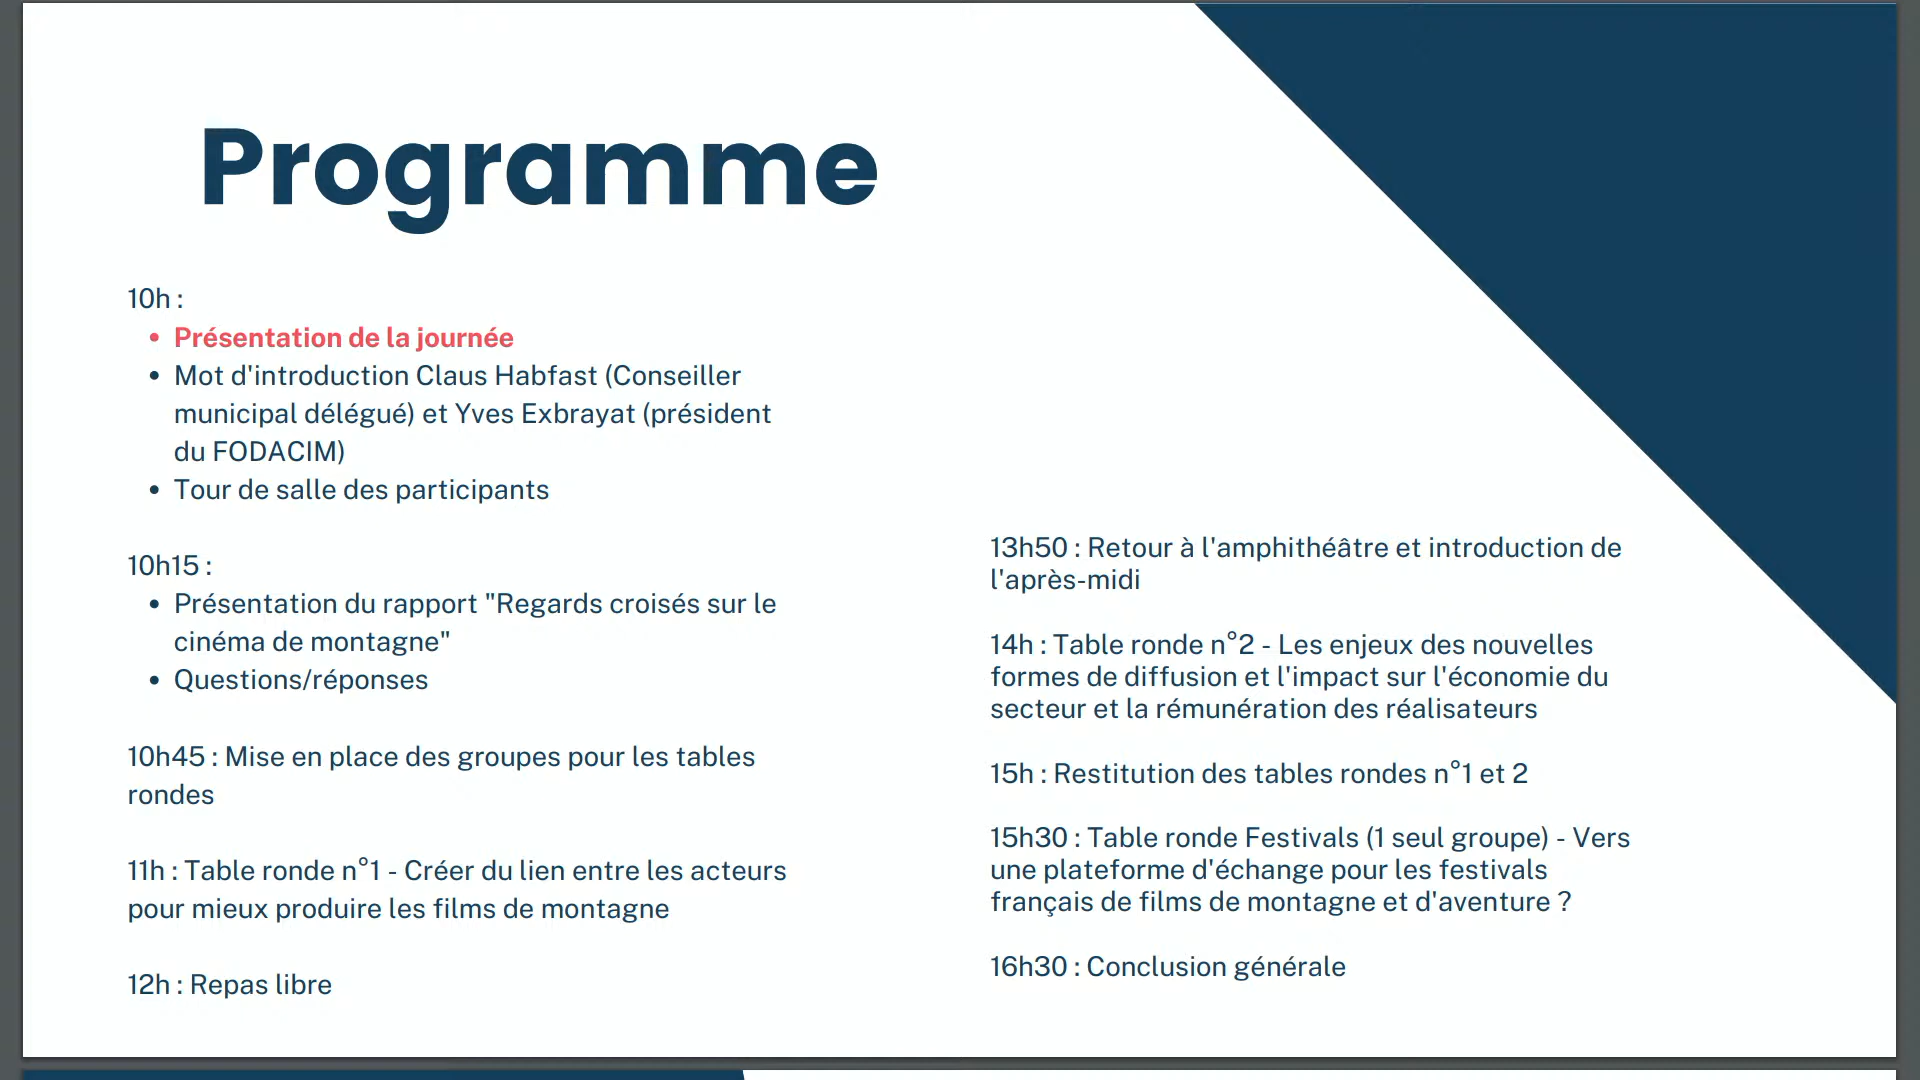 Programme
10h :
• Présentation de la journée
• Mot d'introduction Claus Habfast (Conseiller
municipal délégué) et Yves Exbrayat (président
du FODACIM)
• Tour de salle des participants
10h15 :
• Présentation du rapport "Regards croisés sur le
cinéma de montagne"
• Questions/réponses
10h45 : Mise en place des groupes pour les tables
rondes
11h : Table ronde n°1 - Créer du lien entre les acteurs
pour mieux produire les films de montagne
12h : Repas libre
13h50 : Retour à l'amphithéâtre et introduction de
l'après-midi
14h : Table ronde n°2 - Les enjeux des nouvelles
formes de diffusion et l'impact sur l'économie du
secteur et la rémunération des réalisateurs
15h : Restitution des tables rondes n°1 et 2
15h30 : Table ronde Festivals (1 seul groupe) - Vers
une plateforme d'échange pour les festivals
français de films de montagne et d'aventure ?
16h30 : Conclusion générale